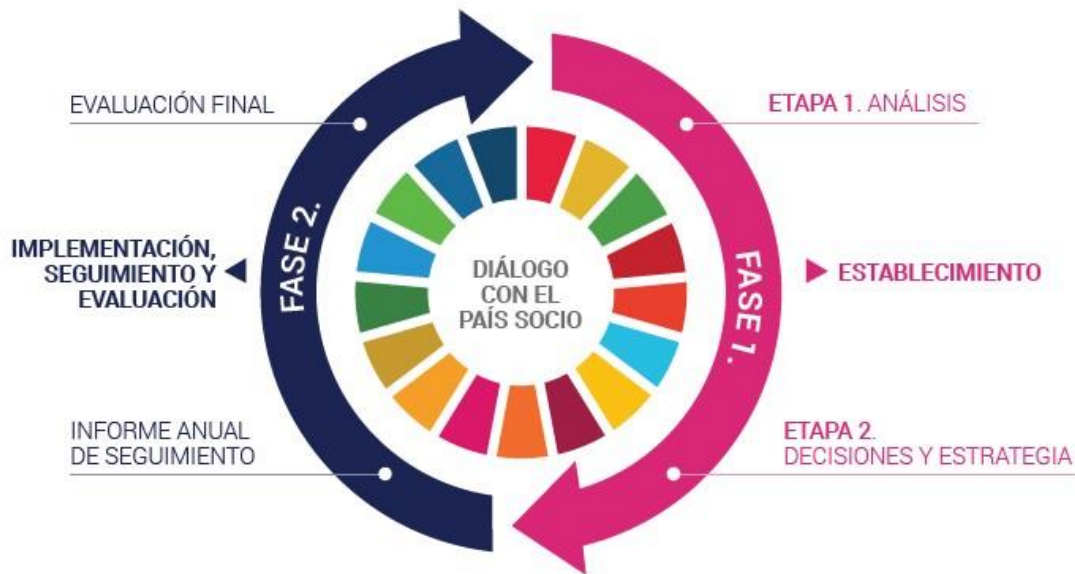 EVALUACIÓN FINAL
ETAPA 1. ANÁLISIS
FASE 2.
IMPLEMENTACIÓN,
SEGUIMIENTO Y
EVALUACIÓN
DIÁLOGO
CON EL
PAÍS SOCIO
FASE 1.
ESTABLECIMIENTO
INFORME ANUAL
DE SEGUIMIENTO
ETAPA 2.
DECISIONES Y ESTRATEGIA